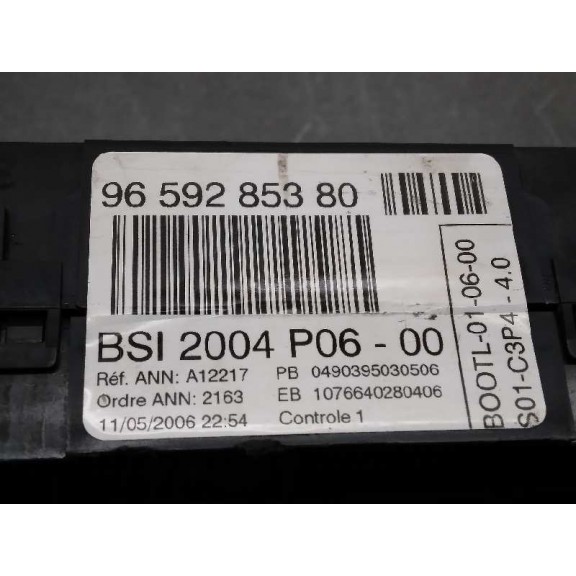 96 592 853 80
BSI 2004 P06 - 00
Réf. ANN: A12217 PB 0490395030506
Ordre ANN: 2163 EB 1076640280406
11/05/2006 22:54 Controle 1
BOOTL-01-06-00
S01-C3P4 - 4.0